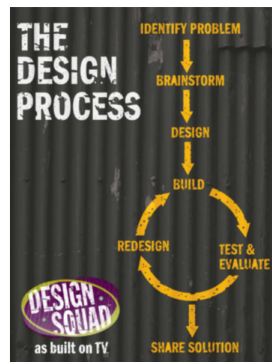 THE
DESIGN
PROCESS
IDENTIFY PROBLEM
BRAINSTORM
DESIGN
BUILD
TEST &
EVALUATE
REDESIGN
SHARE SOLUTION
DESIGN
SQUAD
as built on TV